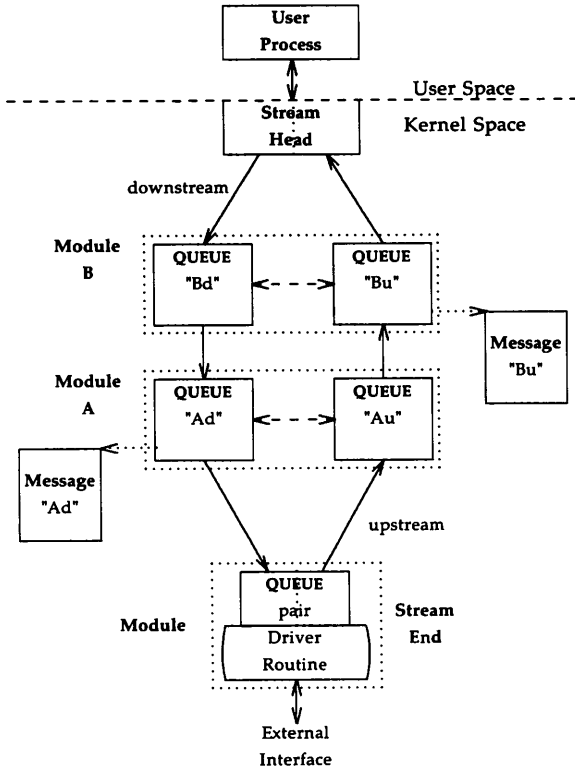 User
Process
User Space
Stream
Head
Kernel Space
downstream
Module
B
QUEUE
"Bd"
QUEUE
"Bu"
Message
"Bu"
Module
A
QUEUE
"Ad"
QUEUE
"Au"
Message
"Ad"
upstream
Module
QUEUE
pair
Driver
Routine
Stream
End
External
Interface